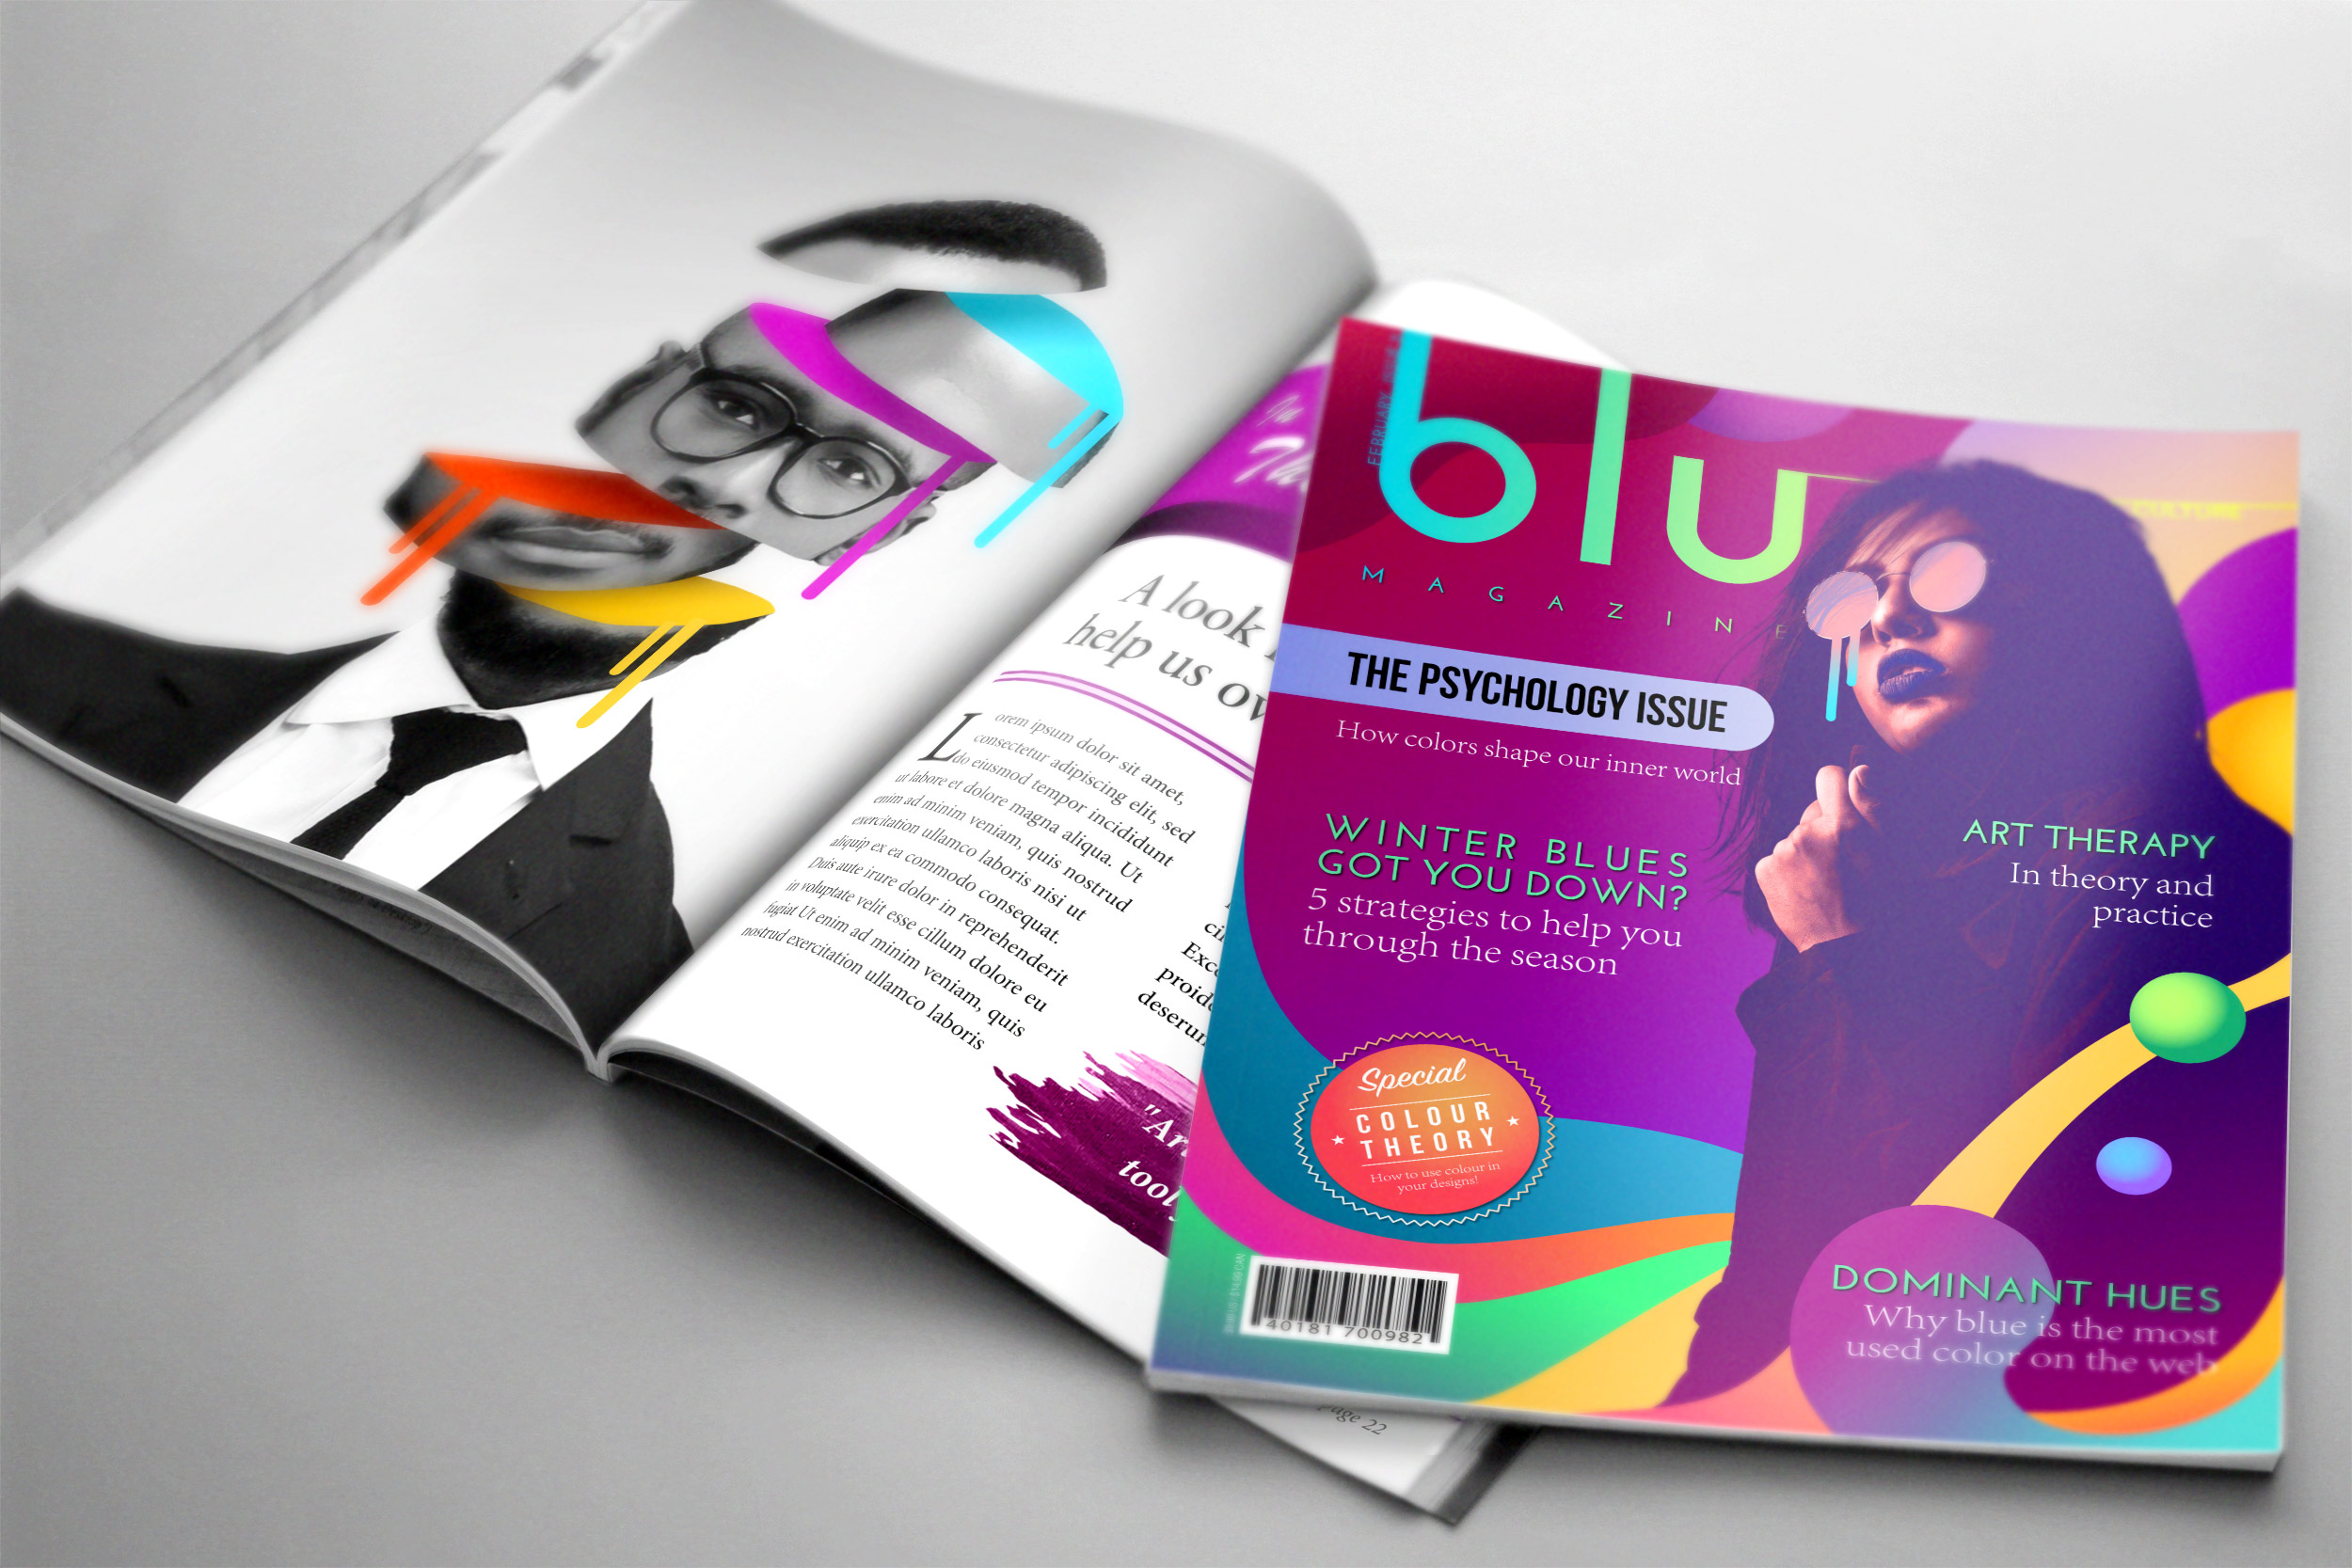 A look
help us
Lorem ipsum dolor sit amet,
consectetur adipiscing elit, sed
do eiusmod tempor incididunt
ut labore et dolore magna aliqua. Ut
enim ad minim veniam, quis nostrud
exercitation ullamco laboris nisi ut
aliquip ex ea commodo consequat.
Duis aute irure dolor in reprehenderit
in voluptate velit esse cillum dolore eu
fugiat Ut enim ad minim veniam, quis
nostrud exercitation ullamco laboris
page 22
FEBRUARY
blu
MAGAZINE
THE PSYCHOLOGY ISSUE
How colors shape our inner world
WINTER BLUES
GOT YOU DOWN?
5 strategies to help you
through the season
ART THERAPY
In theory and
practice
Special
COLOUR
THEORY
How to use colour in
your designs!
40181 700982
DOMINANT HUES
Why blue is the most
used color on the web